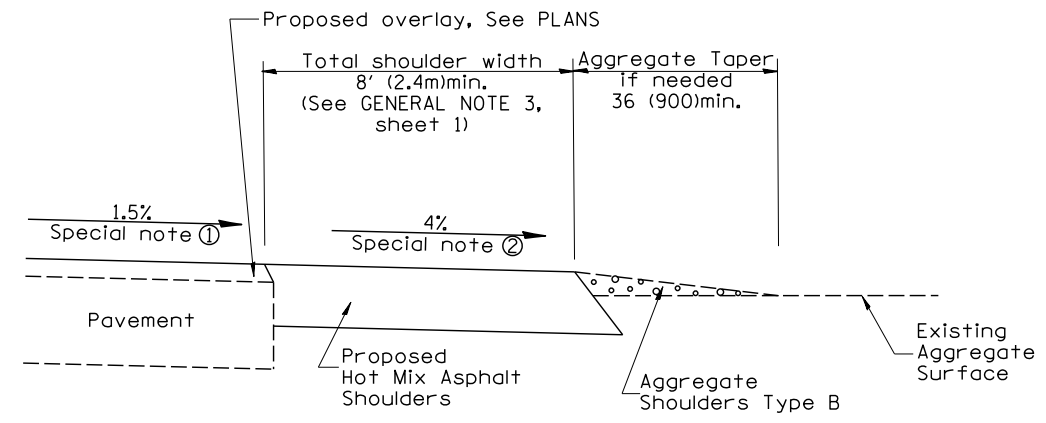 Proposed overlay, See PLANS
Total shoulder width
8' (2.4m)min.
(See GENERAL NOTE 3,
sheet 1)
Aggregate Taper
if needed
36 (900)min.
1.5%
Special note ①
4%
Special note ②
Pavement
Proposed
Hot Mix Asphalt
Shoulders
Aggregate
Shoulders Type B
Existing
Aggregate
Surface